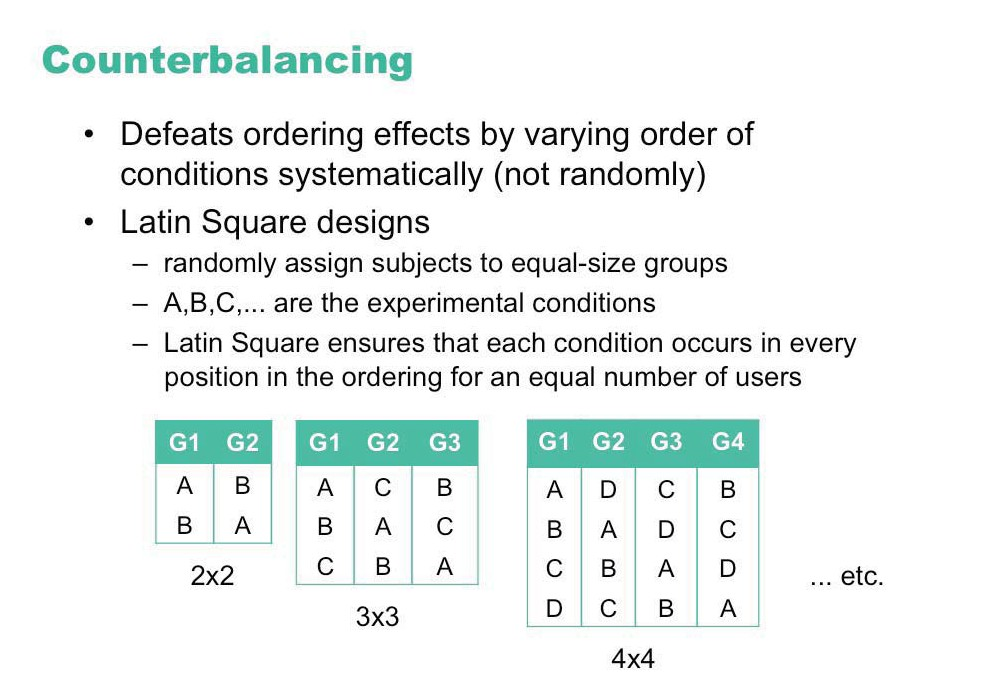 Counterbalancing
• Defeats ordering effects by varying order of
conditions systematically (not randomly)
• Latin Square designs
– randomly assign subjects to equal-size groups
– A,B,C,... are the experimental conditions
– Latin Square ensures that each condition occurs in every
position in the ordering for an equal number of users
G1 G2
A B
B A
2x2
G1 G2 G3
A C B
B A C
C B A
3x3
G1 G2 G3 G4
A D C B
B A D C
C B A D
D C B A
4x4
... etc.